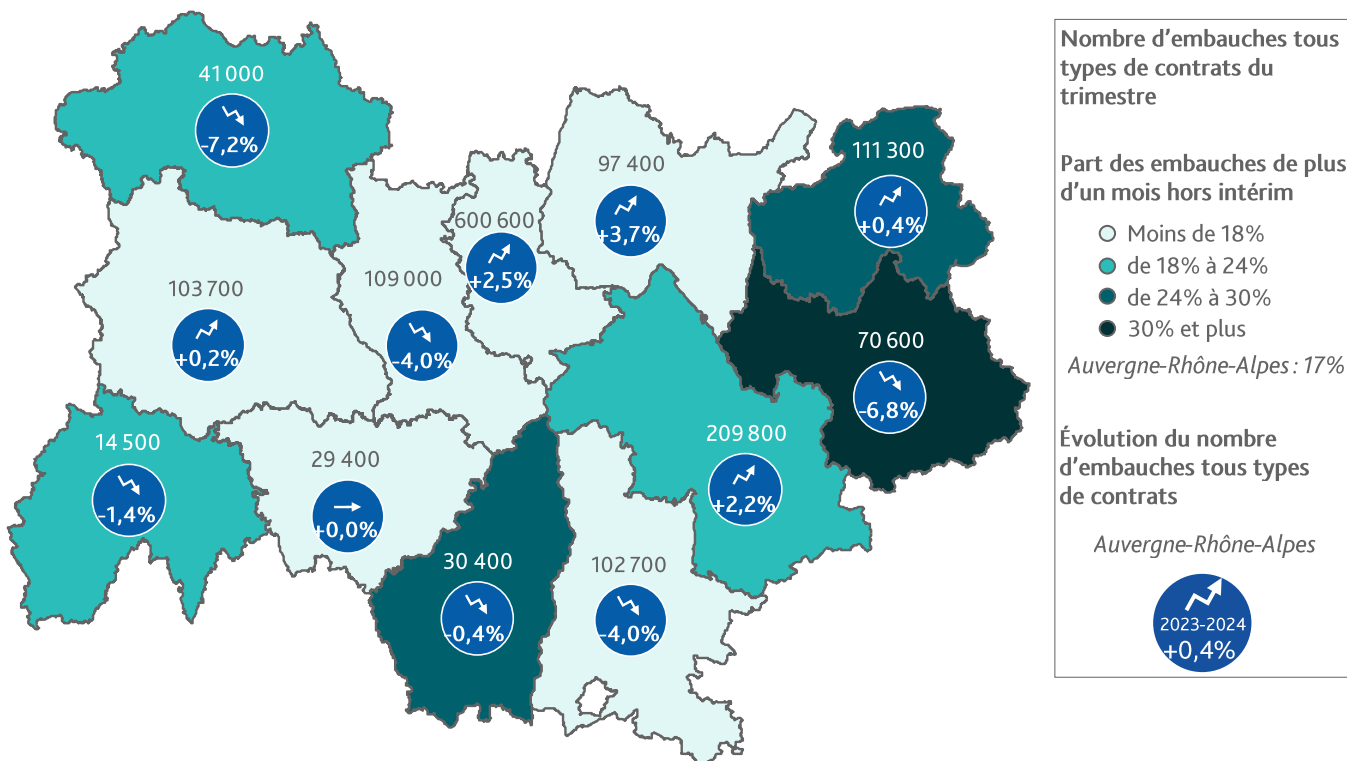 41 000
-7,2%
97 400
+3,7%
111 300
+0,4%
600 600
+2,5%
103 700
+0,2%
109 000
-4,0%
70 600
-6,8%
14 500
-1,4%
29 400
+0,0%
209 800
+2,2%
30 400
-0,4%
102 700
-4,0%
Nombre d'embauches tous
types de contrats du
trimestre
Part des embauches de plus
d'un mois hors intérim
Moins de 18%
de 18% à 24%
de 24% à 30%
30% et plus
Auvergne-Rhône-Alpes : 17%
Évolution du nombre
d'embauches tous types
de contrats
Auvergne-Rhône-Alpes
2023-2024
+0,4%